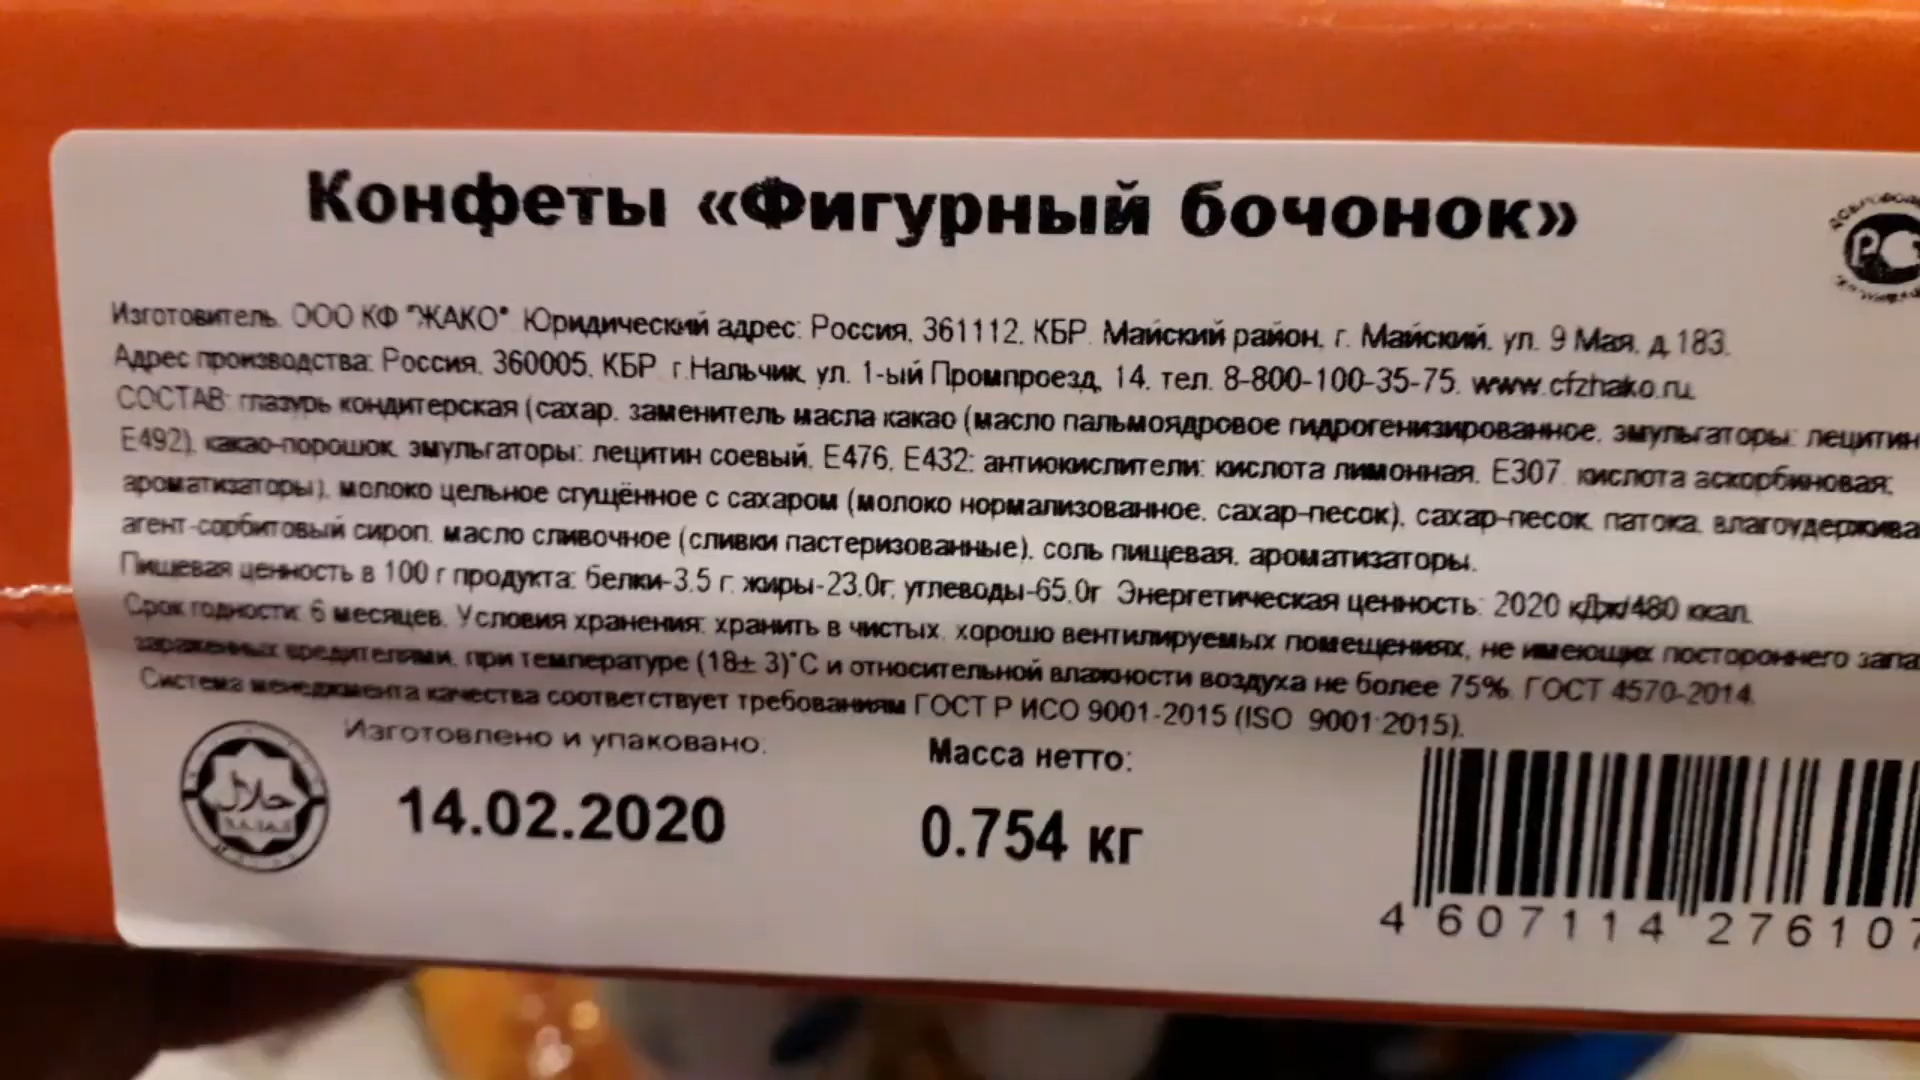 Конфеты «Фигурный бочонок»
Изготовитель. ООО КФ "ЖАКО" Юридический адрес: Россия, 361112, КБР. Майский район, г. Майский, ул. 9 Мая, д.183.
Адрес производства: Россия, 360005, КБР г.Нальчик, ул. 1-ый Промпроезд, 14, тел. 8-800-100-35-75. www.cfzhako.ru.
СОСТАВ: глазурь кондитерская (сахар, заменитель масла какао (масло пальмоядровое гидрогенизированное, эмульгаторы: лецитин
Е492), какао-порошок, эмульгаторы: лецитин соевый, Е476, Е432; антиокислители: кислота лимонная, Е307, кислота аскорбиновая;
ароматизаторы), молоко цельное сгущённое с сахаром (молоко нормализованное, сахар-песок), сахар-песок, патока, влагоудержива
агент-сорбитовый сироп, масло сливочное (сливки пастеризованные), соль пищевая, ароматизаторы.
Пищевая ценность в 100 г продукта: белки-3.5 г; жиры-23.0г; углеводы-65.0г Энергетическая ценность: 2020 кДж/480 ккал.
Срок годности: 6 месяцев. Условия хранения: хранить в чистых, хорошо вентилируемых помещениях, не имеющих постороннего запа
зараженных вредителями, при температуре (18± 3)°С и относительной влажности воздуха не более 75%. ГОСТ 4570-2014.
Система менеджмента качества соответствует требованиям ГОСТ Р ИСО 9001-2015 (ISO 9001:2015).
Изготовлено и упаковано:
Масса нетто:
حلال
14.02.2020
0.754 кг
4 607114 27610